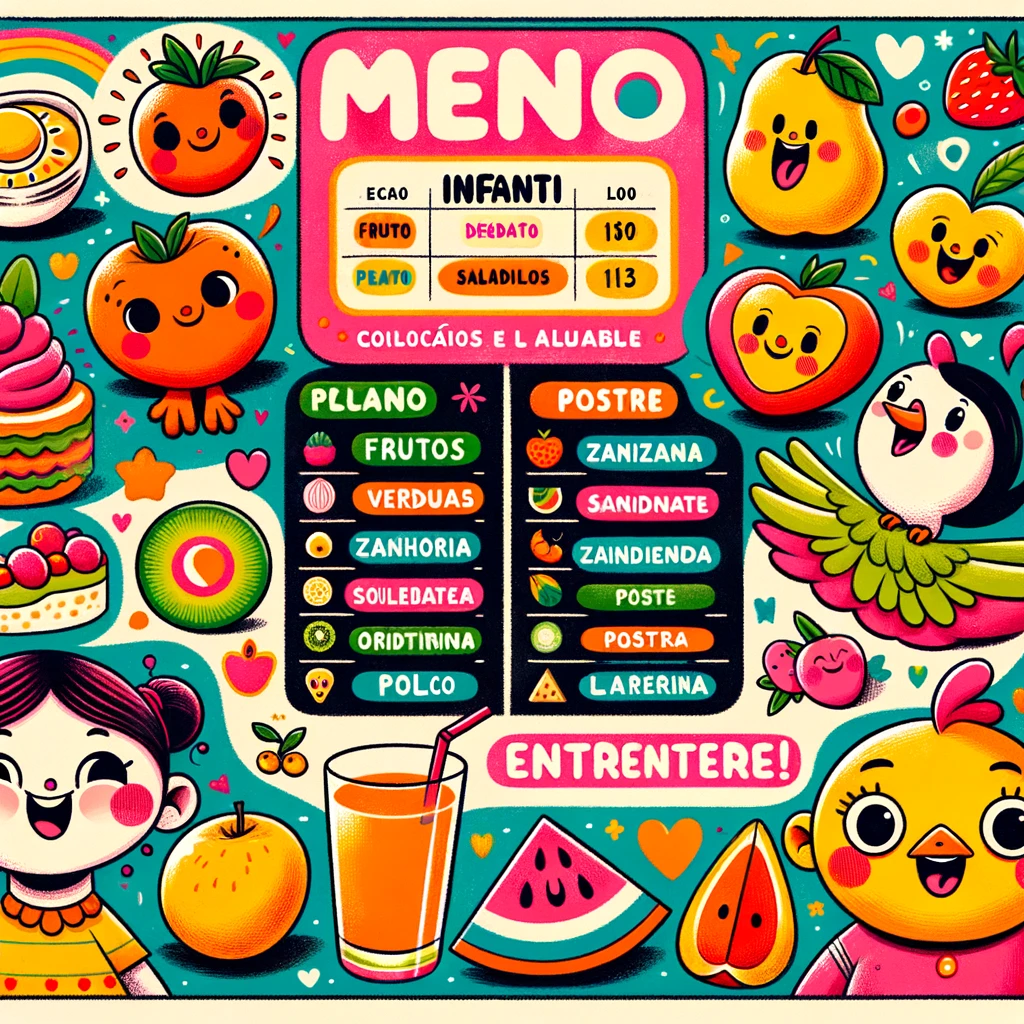 MENO
ECAO INFANTI LOO
FRUTO DEEDATO 150
PEATO SALADILOS 113
COILOCÁIOS E L ALUABLE
PLLANO
FRUTOS
VERDUAS
ZANHORIA
SOULEDATEA
ORIDTIRINA
POLCO
POSTRE
ZANIZANA
SANIDNATE
ZAINDIENDA
POSTE
POSTRA
LARERINA
ENTRENTERE!